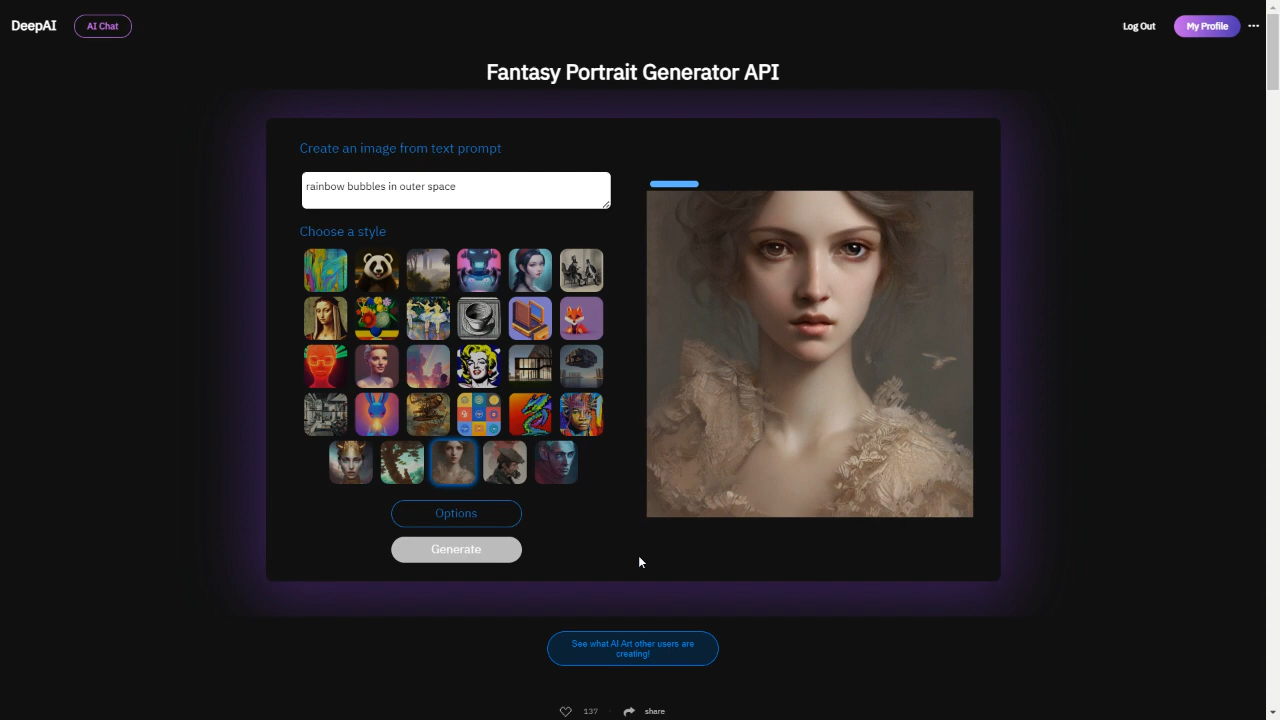 DeepAI
AI Chat
Log Out
My Profile
Fantasy Portrait Generator API
Create an image from text prompt
rainbow bubbles in outer space
Choose a style
Options
Generate
See what AI Art other users are
creating!
137
share